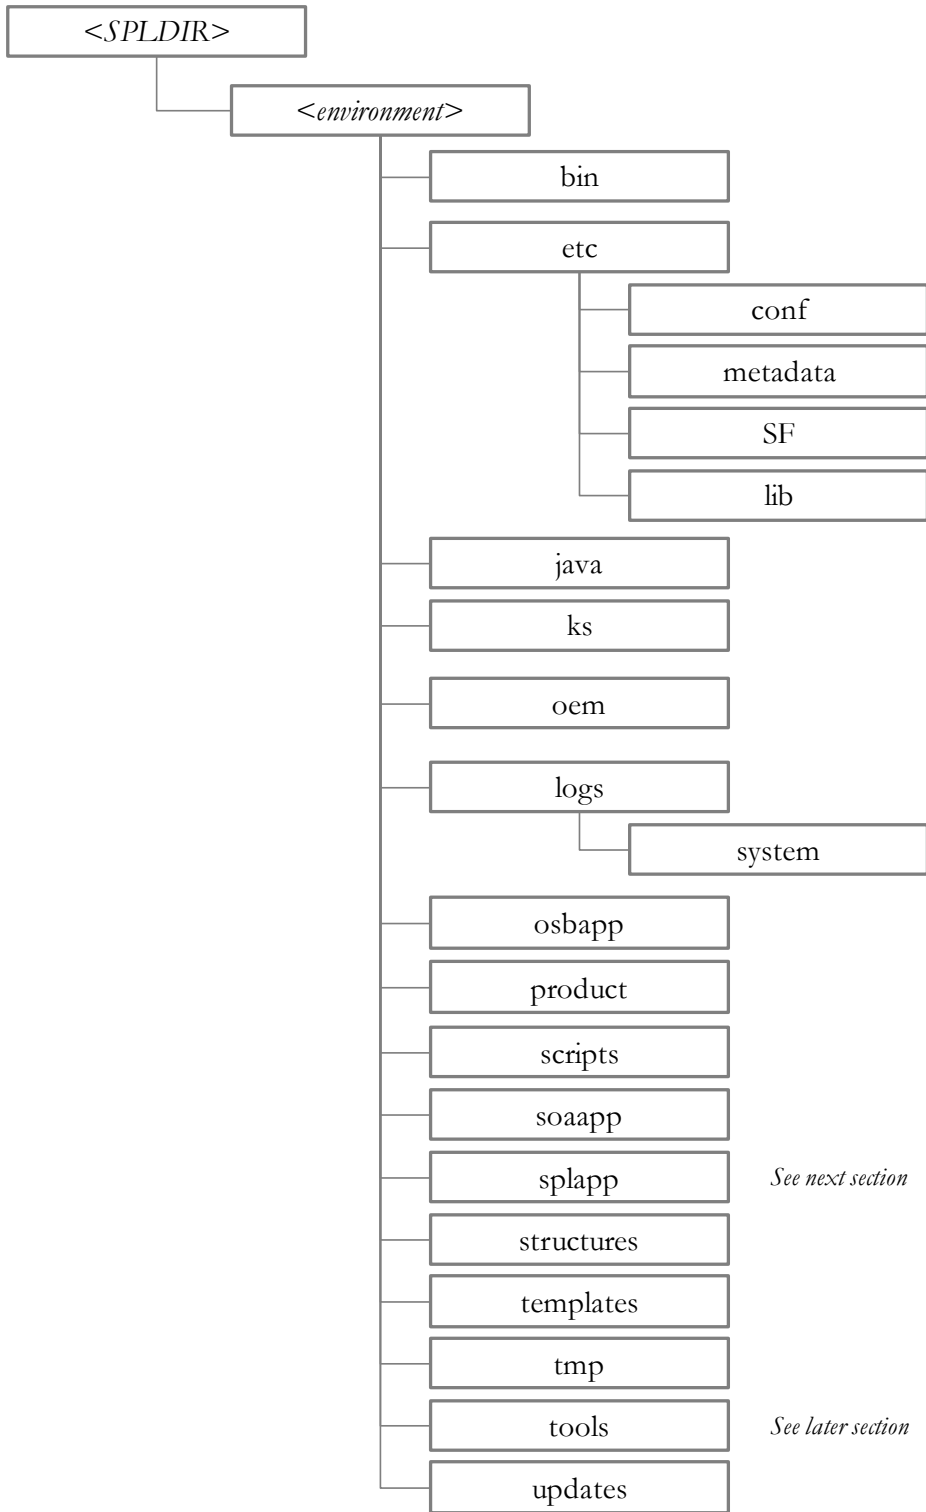 <SPLDIR>
<environment>
bin
etc
conf
metadata
SF
lib
java
ks
oem
logs
system
osbapp
product
scripts
soaapp
splapp See next section
structures
templates
tmp
tools See later section
updates